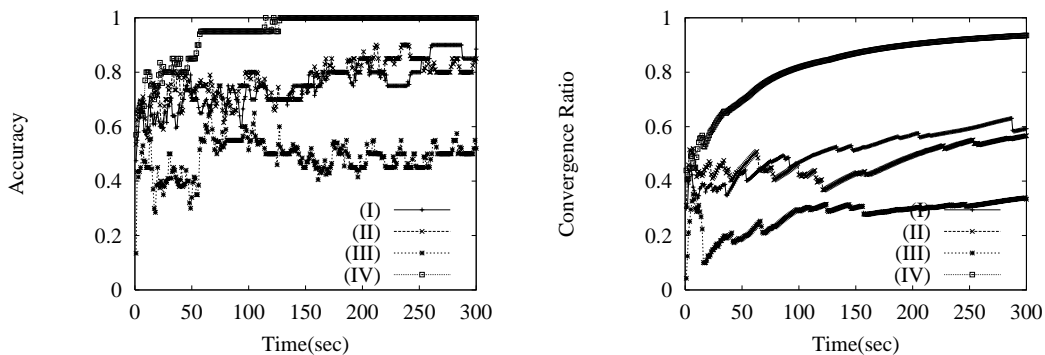 Accuracy
1
0.8
0.6
0.4
0.2
0
(I)
(II)
(III)
(IV)
0 50 100 150 200 250 300
Time(sec)
Convergence Ratio
1
0.8
0.6
0.4
0.2
0
(I)
(II)
(III)
(IV)
0 50 100 150 200 250 300
Time(sec)